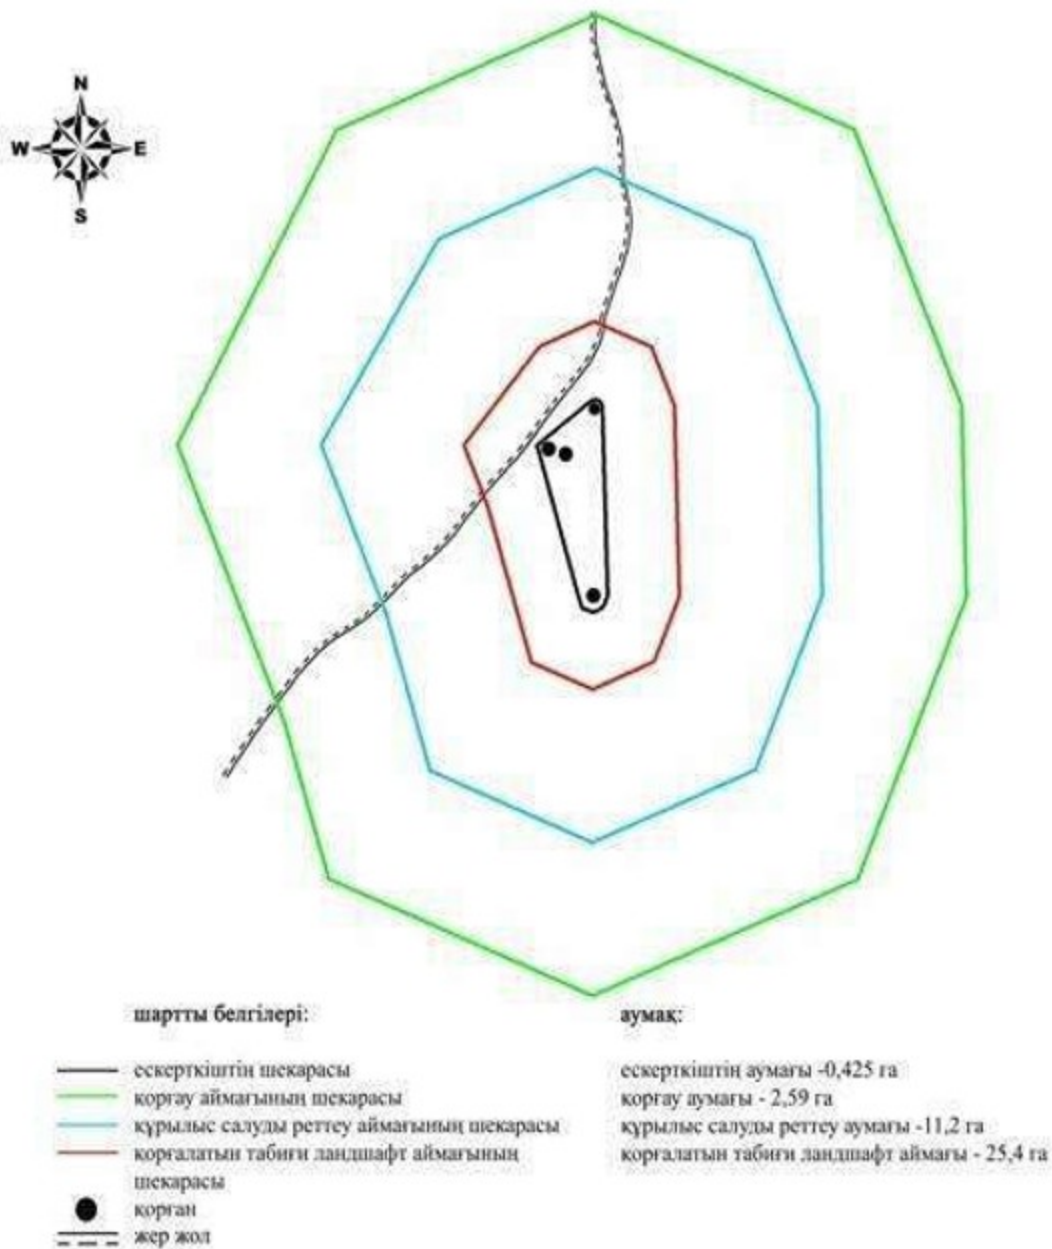 N
W E
S
шартты белгілері:
ескерткіштің шекарасы
қорғау аймағының шекарасы
құрылыс салуды реттеу аймағының шекарасы
қорғалатын табиғи ландшафт аймағының
шекарасы
қорған
жер жол
аумақ:
ескерткіштің аумағы -0,425 га
қорғау аумағы - 2,59 га
құрылыс салуды реттеу аумағы -11,2 га
қорғалатын табиғи ландшафт аймағы - 25,4 га